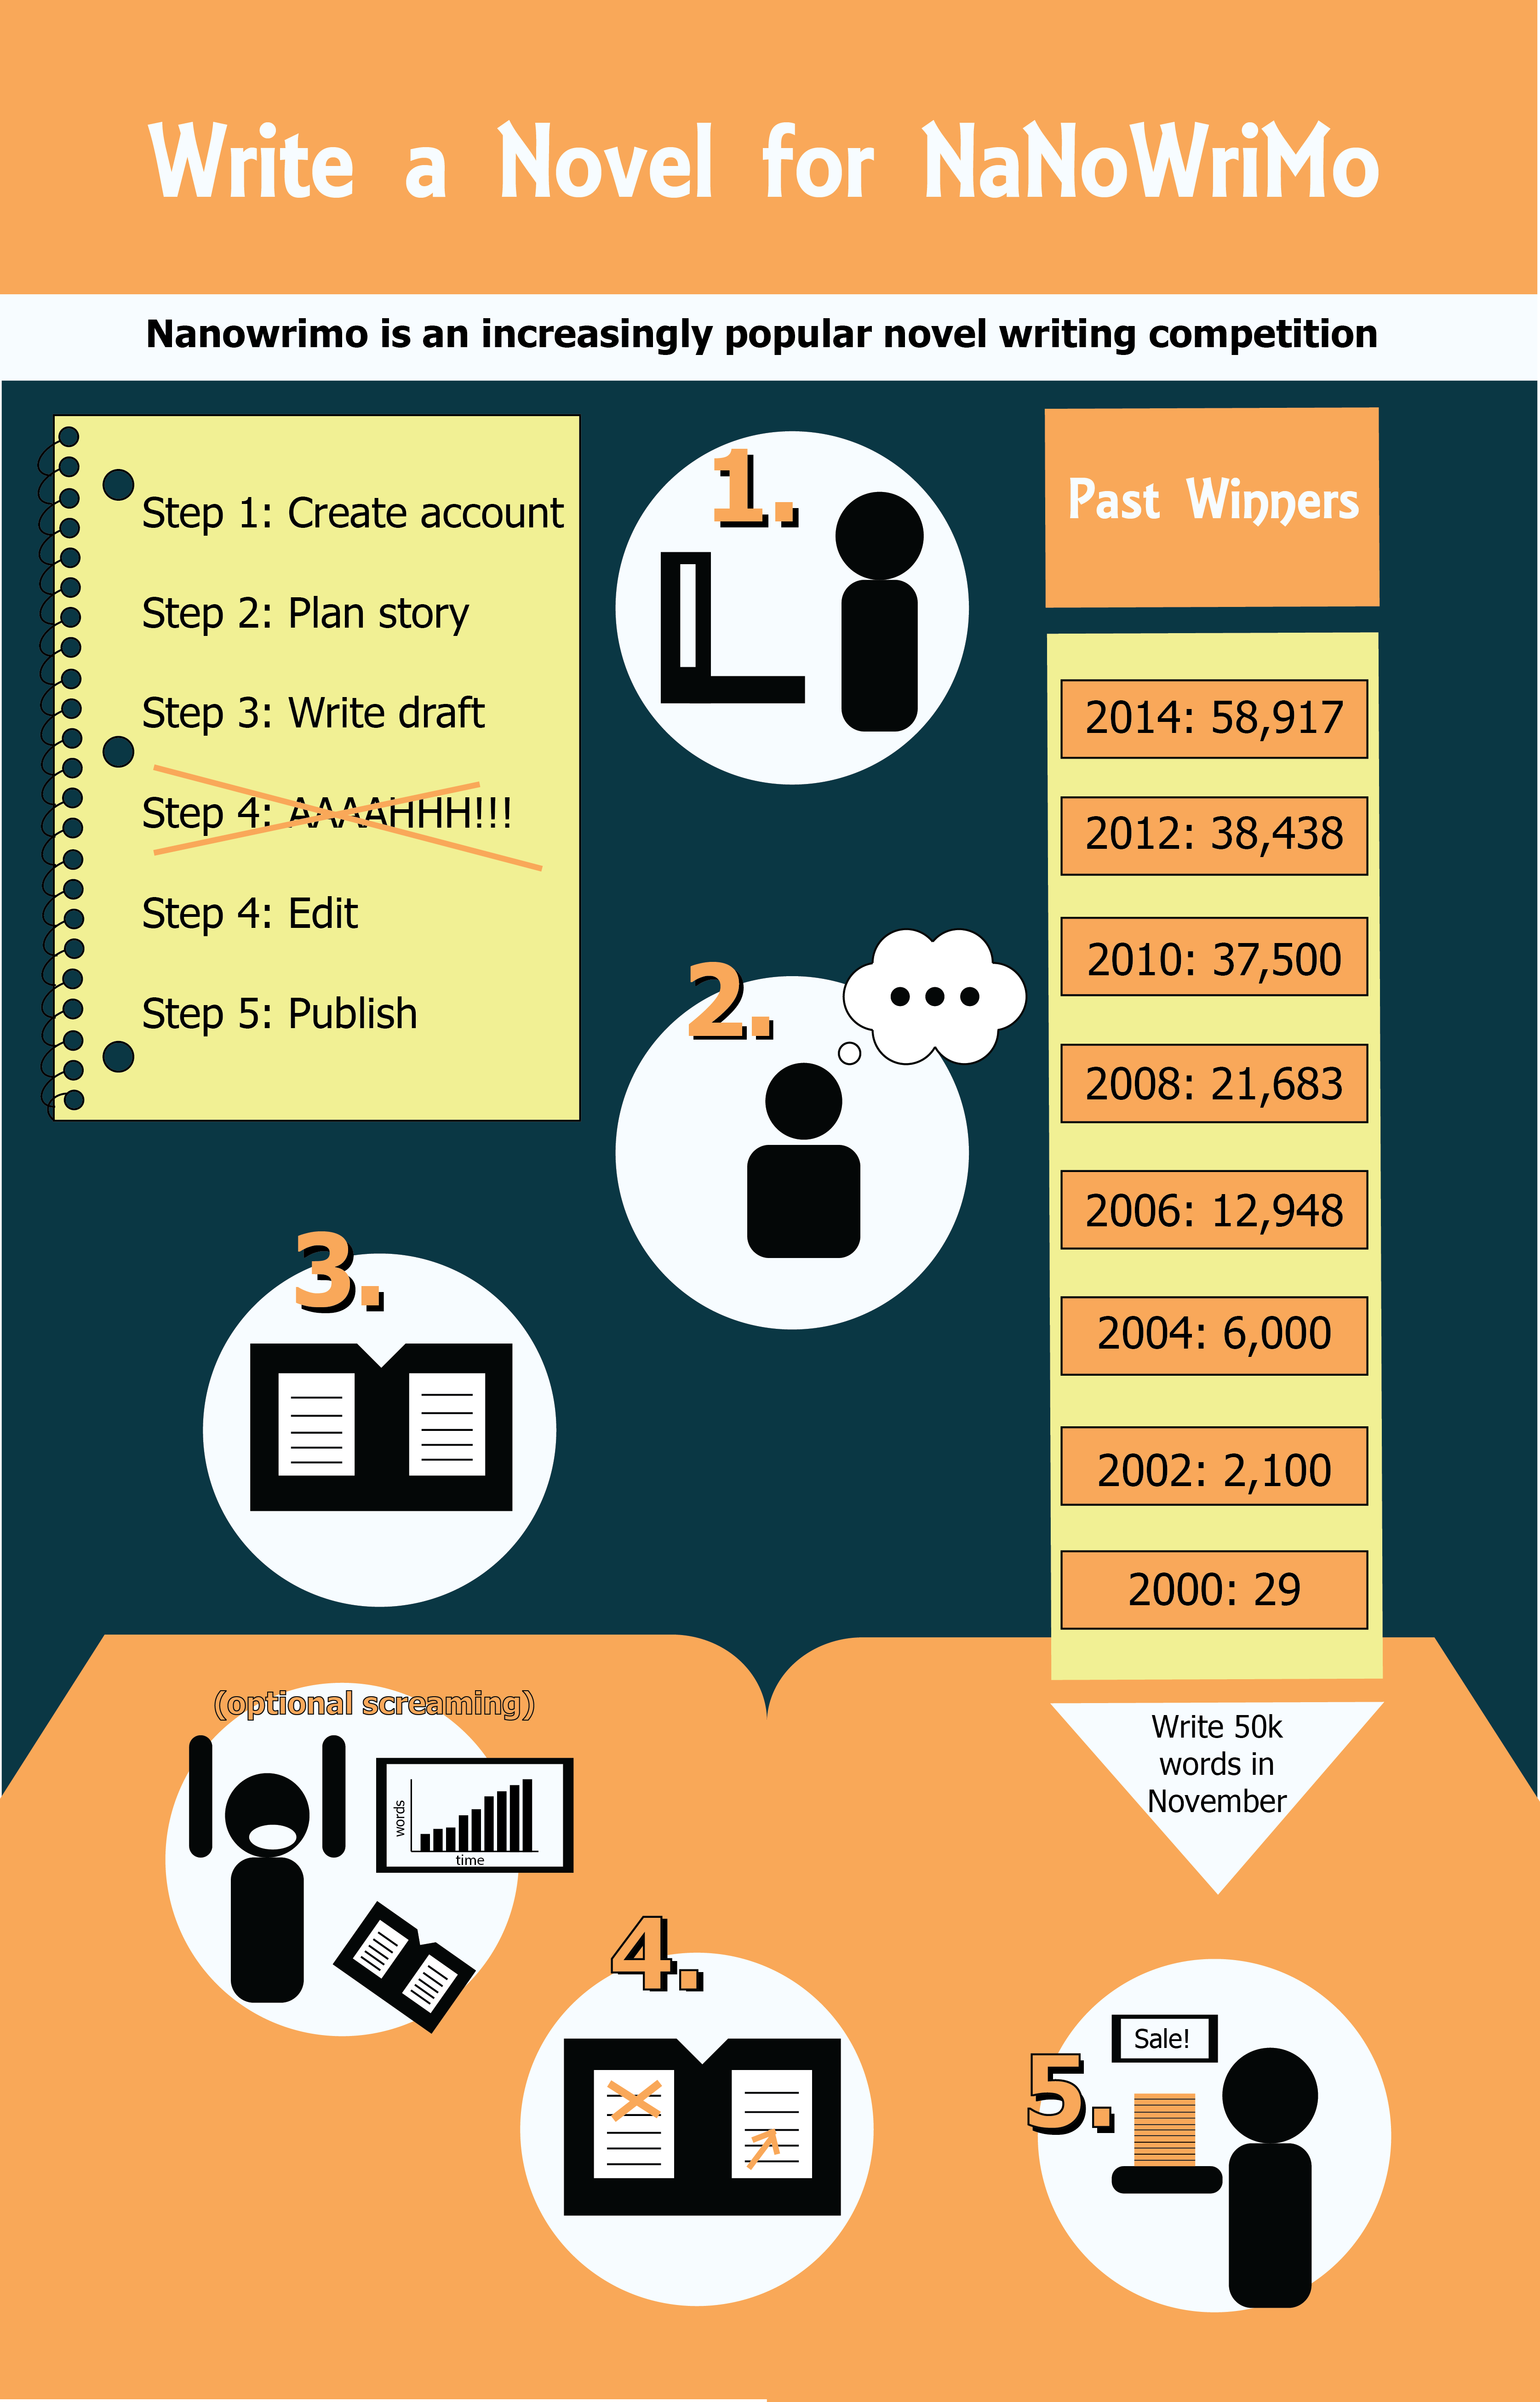 Write a Novel for NaNoWriMo
Nanowrimo is an increasingly popular novel writing competition
Step 1: Create account
Step 2: Plan story
Step 3: Write draft
Step 4: AAAAHHH!!!
Step 4: Edit
Step 5: Publish
1.
2.
3.
Past Winners
2014: 58,917
2012: 38,438
2010: 37,500
2008: 21,683
2006: 12,948
2004: 6,000
2002: 2,100
2000: 29
Write 50k
words in
November
(optional screaming)
words
time
4.
5.
Sale!